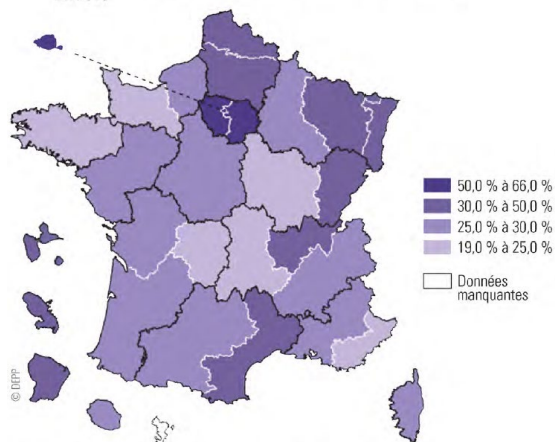 50,0 % à 66,0 %
30,0 % à 50,0 %
25,0 % à 30,0 %
19,0 % à 25,0 %
Données
manquantes
© DEPP